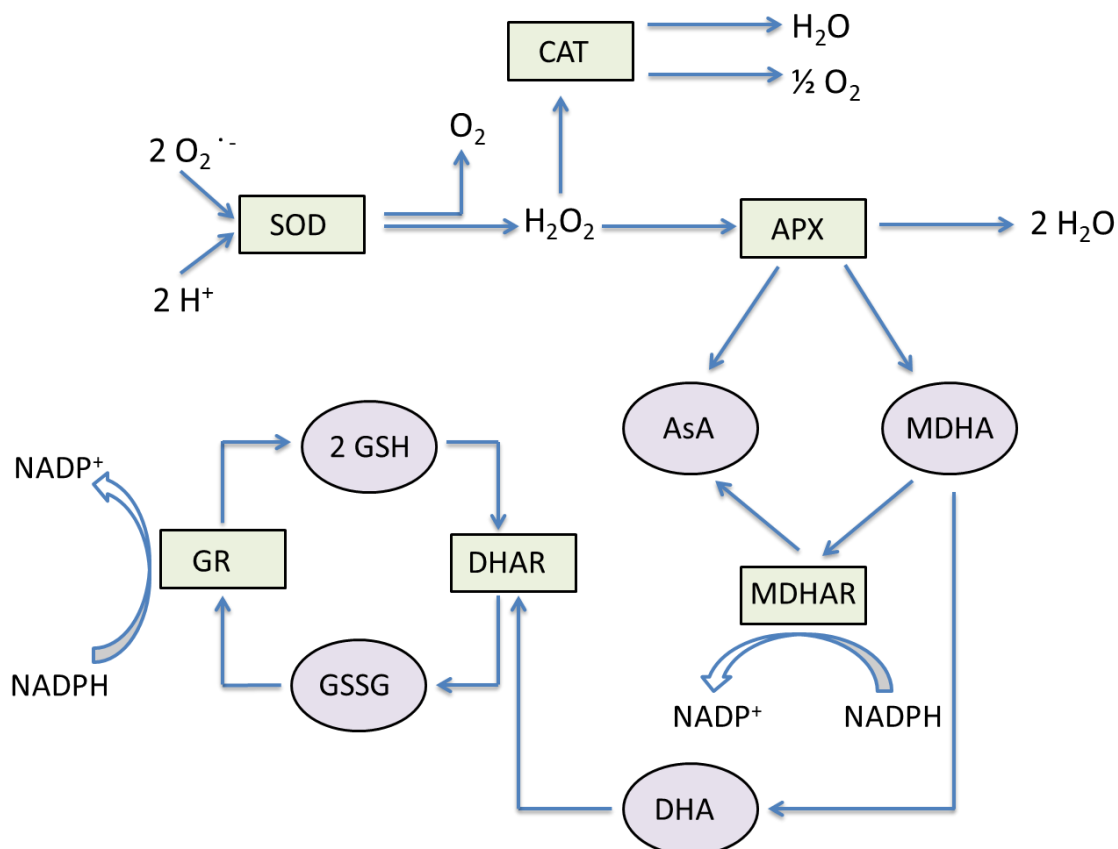 CAT
H₂O
½ O₂
O₂
2 O₂˙⁻
SOD
H₂O₂
APX
2 H₂O
2 H⁺
AsA
MDHA
2 GSH
NADP⁺
GR
DHAR
MDHAR
NADPH
GSSG
NADP⁺
NADPH
DHA